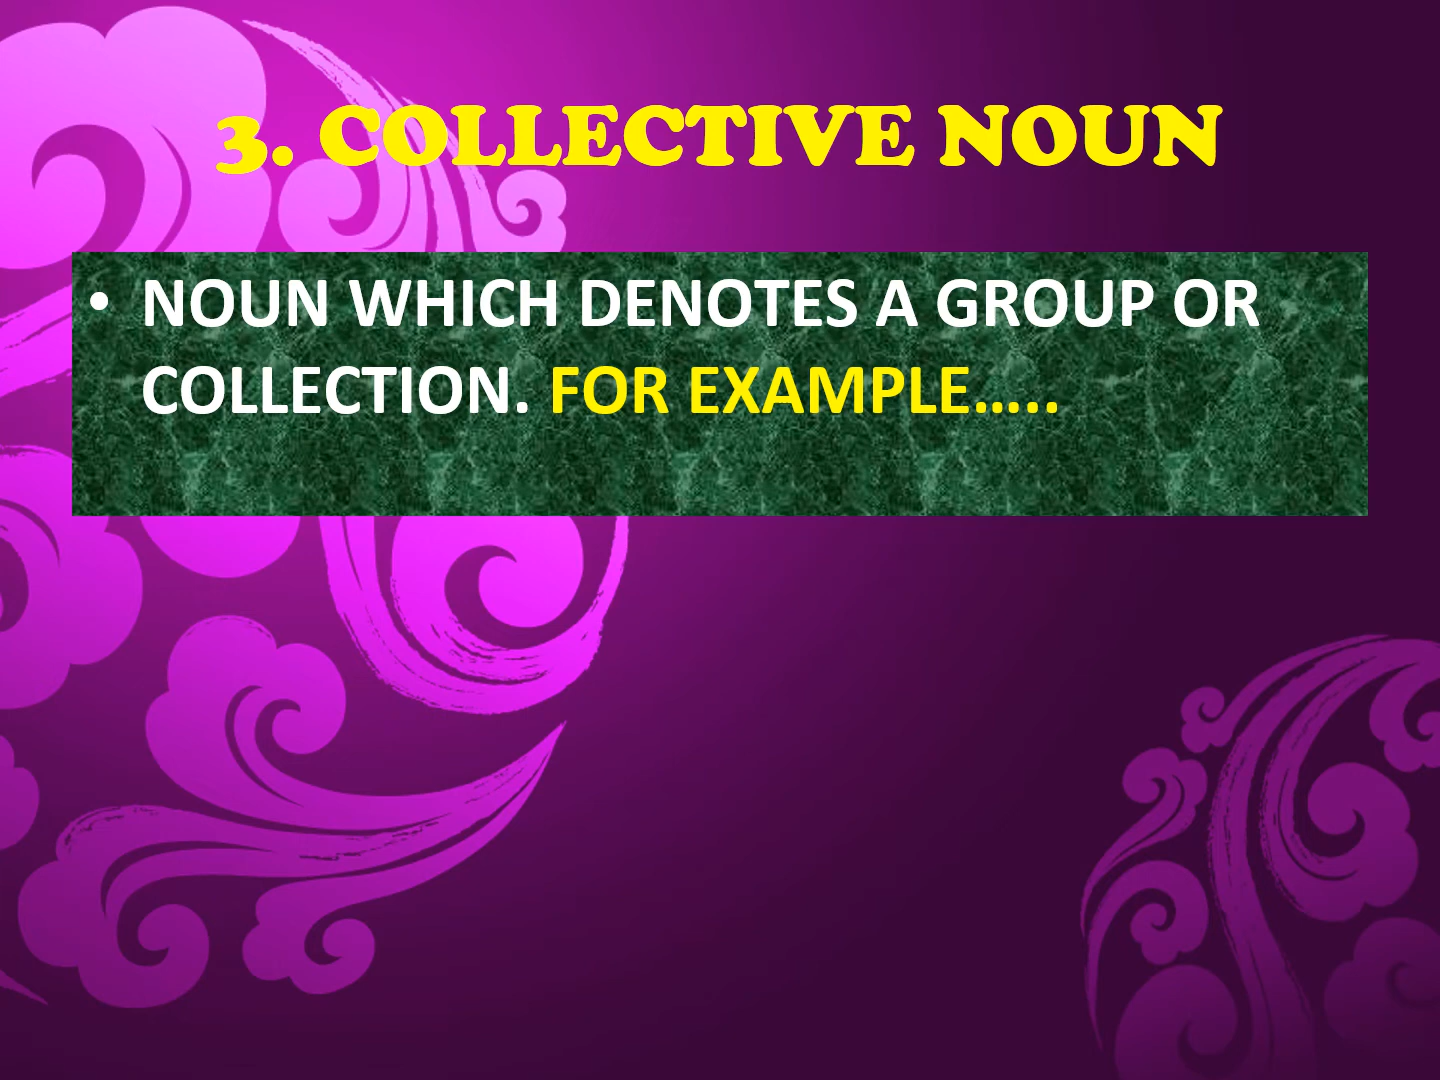 3. COLLECTIVE NOUN
• NOUN WHICH DENOTES A GROUP OR
COLLECTION. FOR EXAMPLE…..